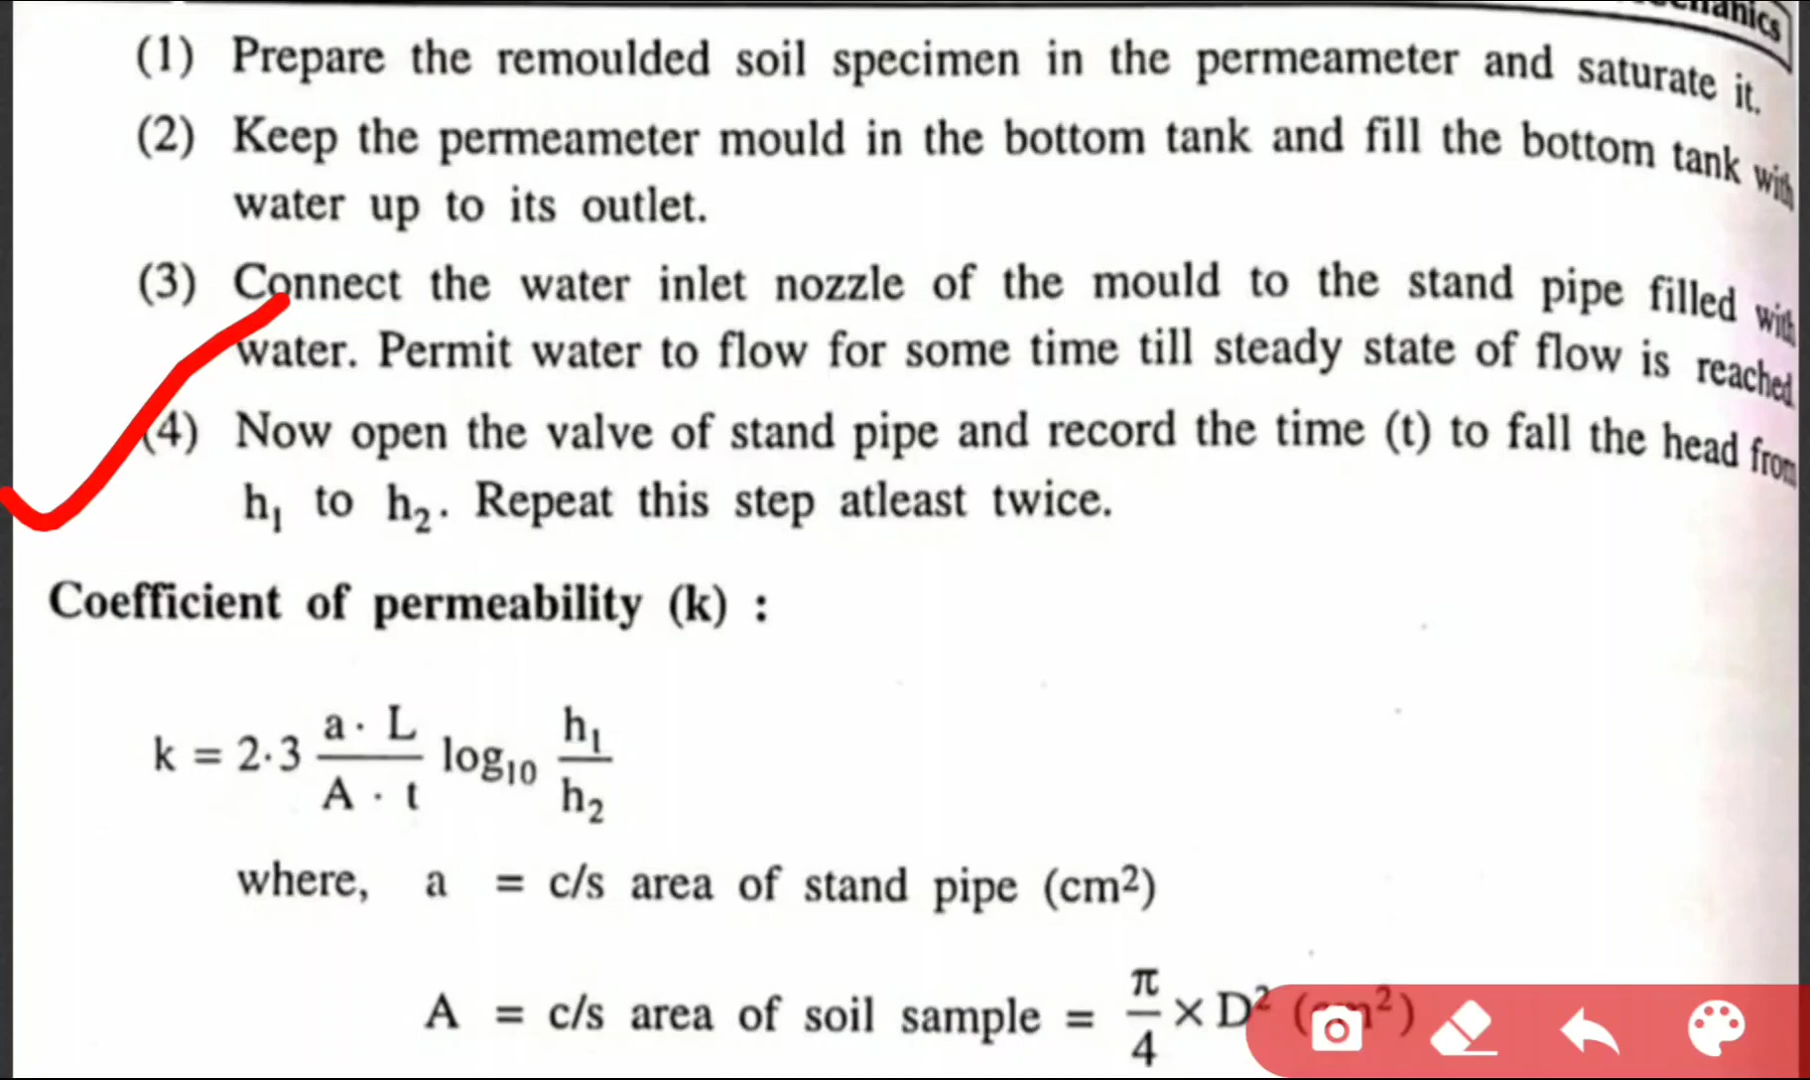 (1) Prepare the remoulded soil specimen in the permeameter and saturate it.
(2) Keep the permeameter mould in the bottom tank and fill the bottom tank with
water up to its outlet.
(3) Connect the water inlet nozzle of the mould to the stand pipe filled with
water. Permit water to flow for some time till steady state of flow is reached.
(4) Now open the valve of stand pipe and record the time (t) to fall the head from
h₁ to h₂. Repeat this step atleast twice.
Coefficient of permeability (k) :
k = 2·3 a · L / A · t log₁₀ h₁ / h₂
where, a = c/s area of stand pipe (cm²)
A = c/s area of soil sample = π/4 × D² (cm²)